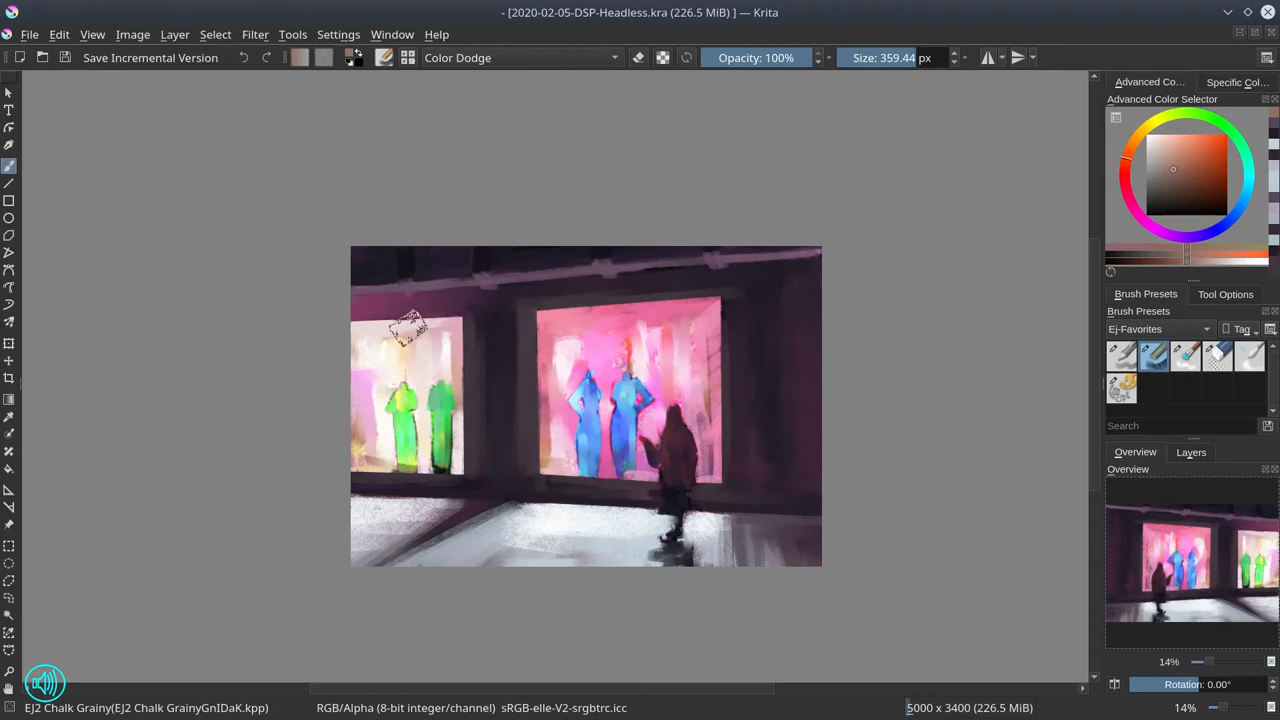 - [2020-02-05-DSP-Headless.kra (226.5 MiB) ] — Krita
File Edit View Image Layer Select Filter Tools Settings Window Help
Save Incremental Version Color Dodge Opacity: 100% Size: 359.44 px
Advanced Co... Specific Col...
Advanced Color Selector
Brush Presets Tool Options
Brush Presets
Ej-Favorites Tag
Search
Overview Layers
Overview
14%
Rotation: 0.00°
EJ2 Chalk Grainy(EJ2 Chalk GrainyGnIDaK.kpp) RGB/Alpha (8-bit integer/channel) sRGB-elle-V2-srgbtrc.icc 5000 x 3400 (226.5 MiB) 14%